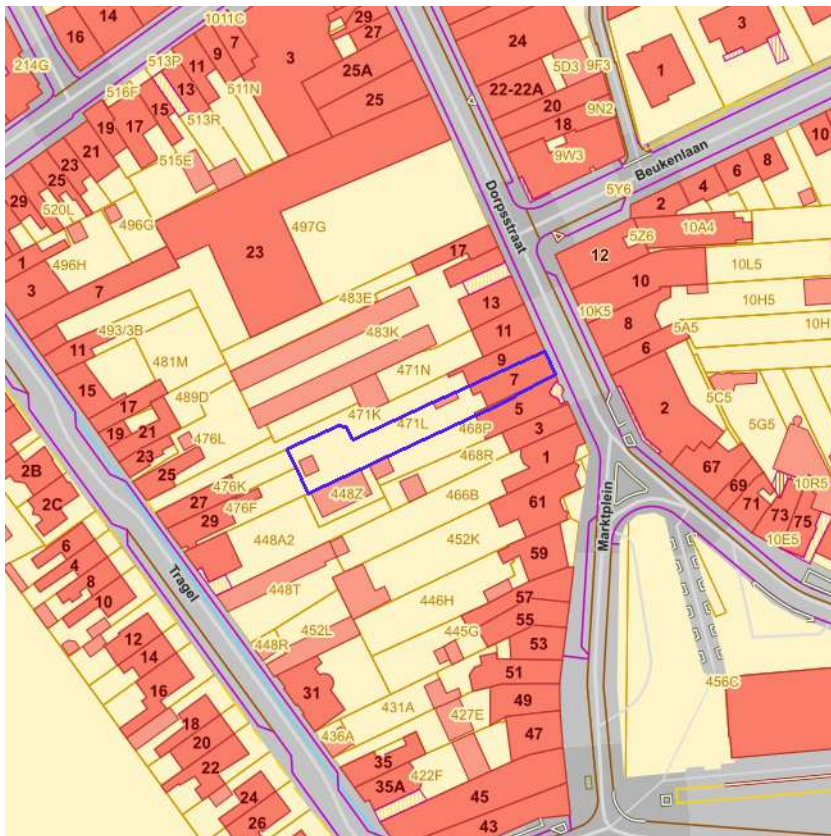 14
16
1011C
7
9
11
13
513P
214G
516F
511N
513R
15
17
19
21
515E
23
25
520L
29
496G
496H
1
3
7
29
27
25A
25
3
24
5D3
9F3
22-22A
20
9N2
18
9W3
1
3
Beukenlaan
10
8
6
4
2
5Y6
Dorpsstraat
497G
23
17
5Z6
10A4
12
10L5
10
10H5
10H
10K5
8
5A5
6
483E
483K
13
11
493/3B
11
481M
15
489D
471N
9
7
471K
471L
5
468P
3
468R
1
2
5C5
5G5
17
19
21
23
476L
25
476K
27
476F
29
448Z
466B
61
67
69
71
73
75
10R5
10E5
2B
2C
448A2
452K
59
Marktplein
6
4
8
10
Tragel
448T
446H
57
55
53
445G
448R
452L
12
14
16
31
431A
51
49
427E
47
456C
18
20
22
436A
35
35A
422F
45
43
24
26